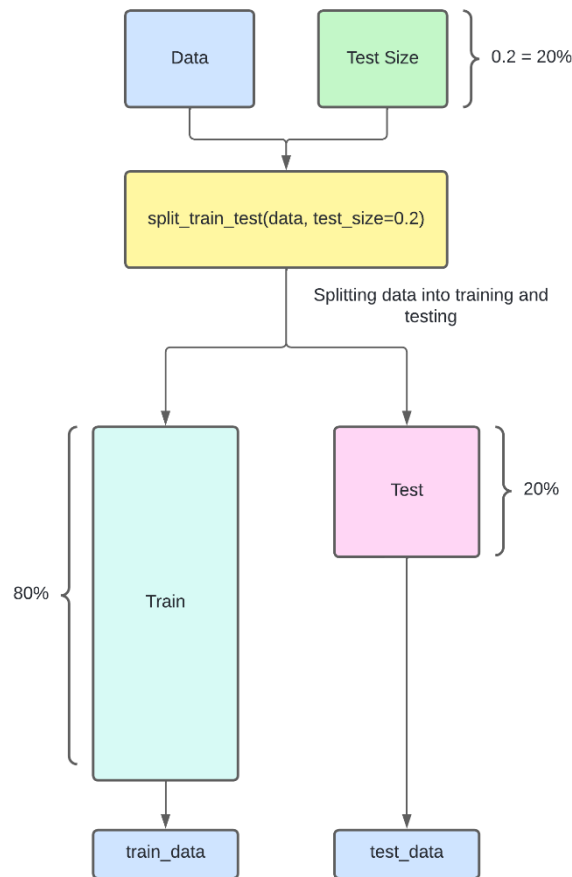 Data
Test Size
0.2 = 20%
split_train_test(data, test_size=0.2)
Splitting data into training and
testing
80%
Train
Test
20%
train_data
test_data